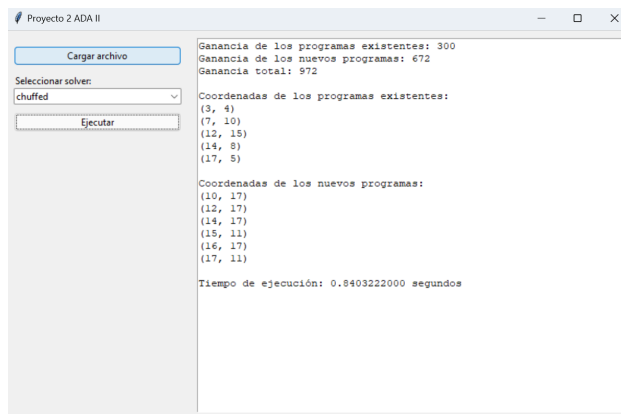 Proyecto 2 ADA II
Cargar archivo
Seleccionar solver:
chuffed
Ejecutar
Ganancia de los programas existentes: 300
Ganancia de los nuevos programas: 672
Ganancia total: 972
Coordenadas de los programas existentes:
(3, 4)
(7, 10)
(12, 15)
(14, 8)
(17, 5)
Coordenadas de los nuevos programas:
(10, 17)
(12, 17)
(14, 17)
(15, 11)
(16, 17)
(17, 11)
Tiempo de ejecución: 0.8403222000 segundos